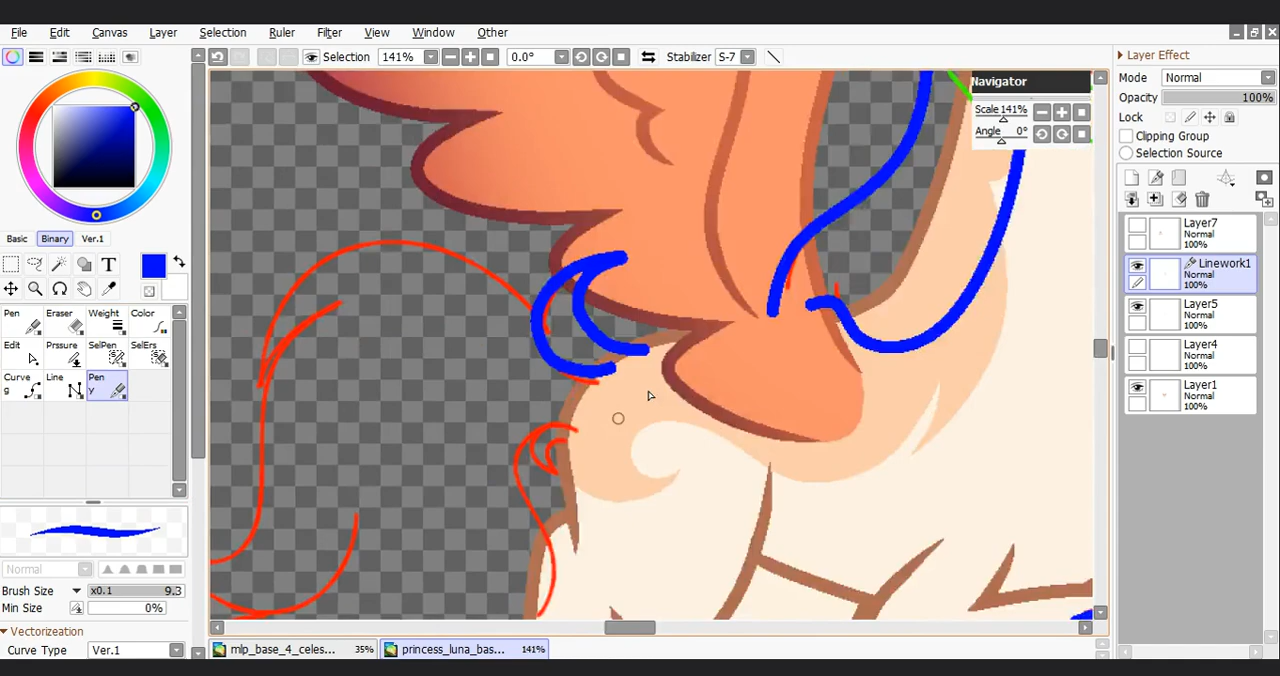 File Edit Canvas Layer Selection Ruler Filter View Window Other
Selection 141% 0.0° Stabilizer S-7
Navigator
Scale 141%
Angle 0°
Basic Binary Ver.1
T
Pen Eraser Weight Color
Edit Prssure SelPen SelErs
Curve Line Pen
g y
Normal
Brush Size x0.1 9.3
Min Size 0%
Vectorization
Curve Type Ver.1
mlp_base_4_celes... 35% princess_luna_bas... 141%
Layer Effect
Mode Normal
Opacity 100%
Lock
Clipping Group
Selection Source
Layer7
Normal
100%
Linework1
Normal
100%
Layer5
Normal
100%
Layer4
Normal
100%
Layer1
Normal
100%